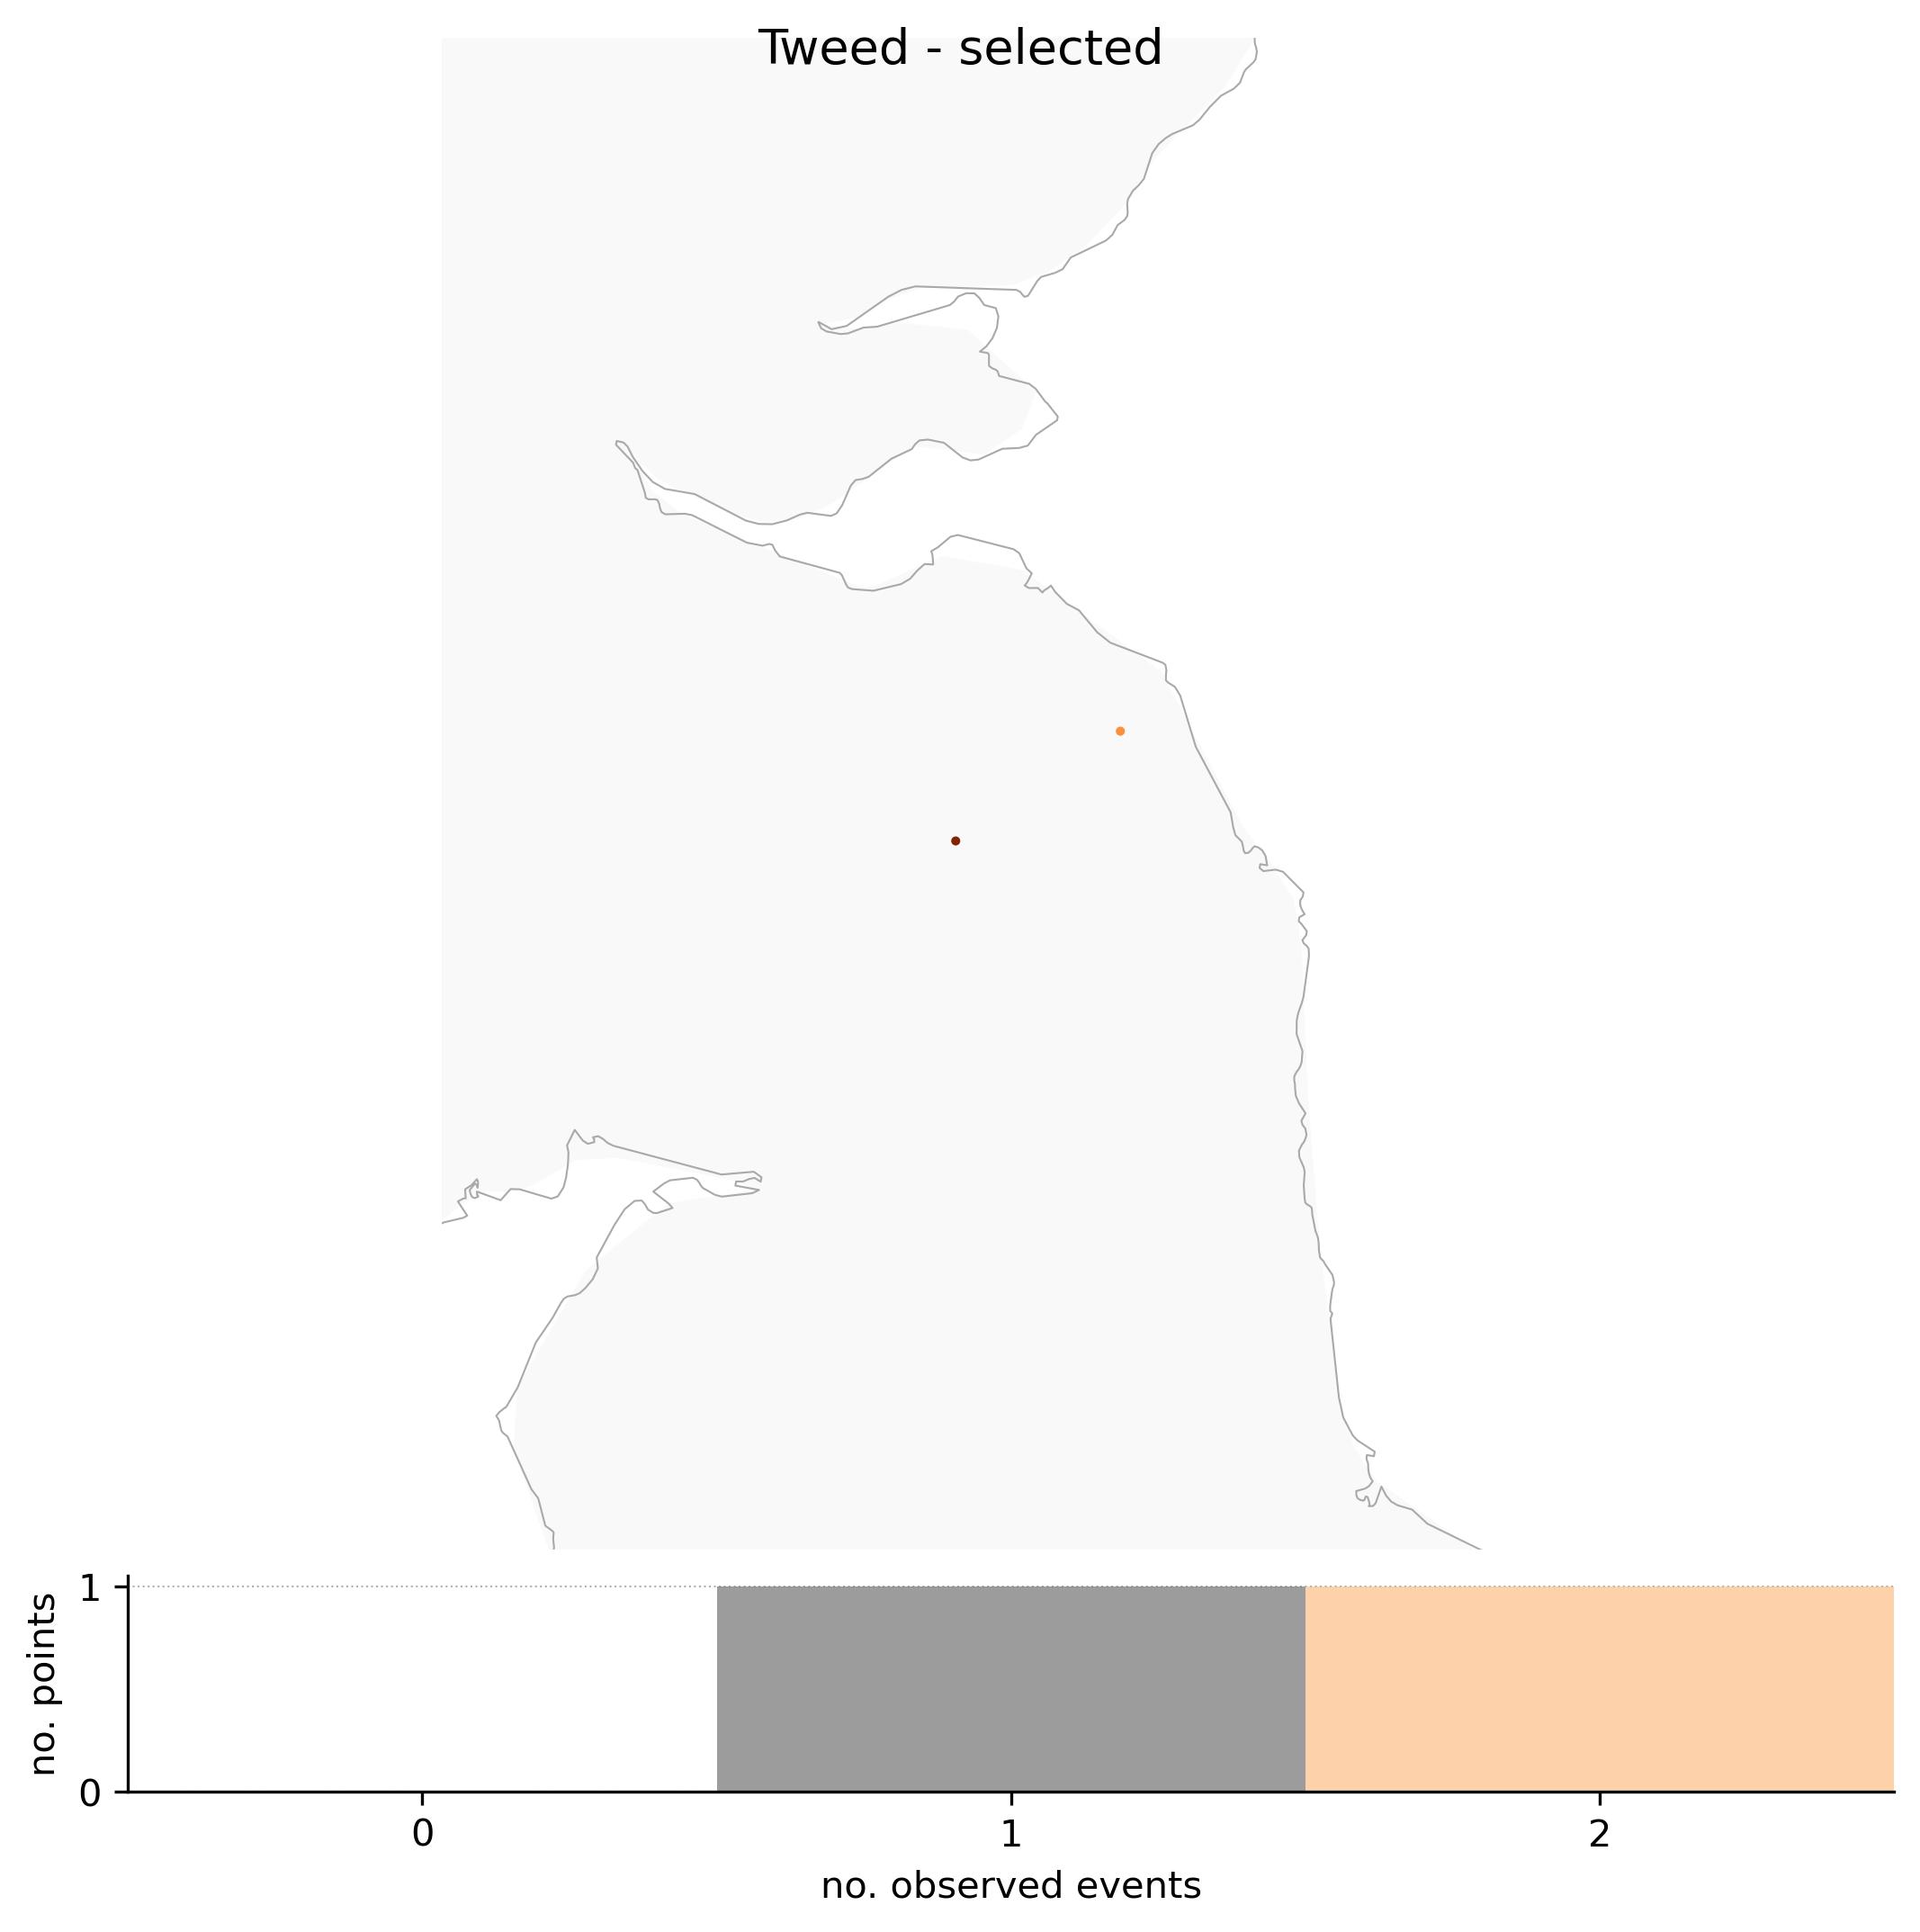 Tweed - selected
1
no. points
0
0 1 2
no. observed events